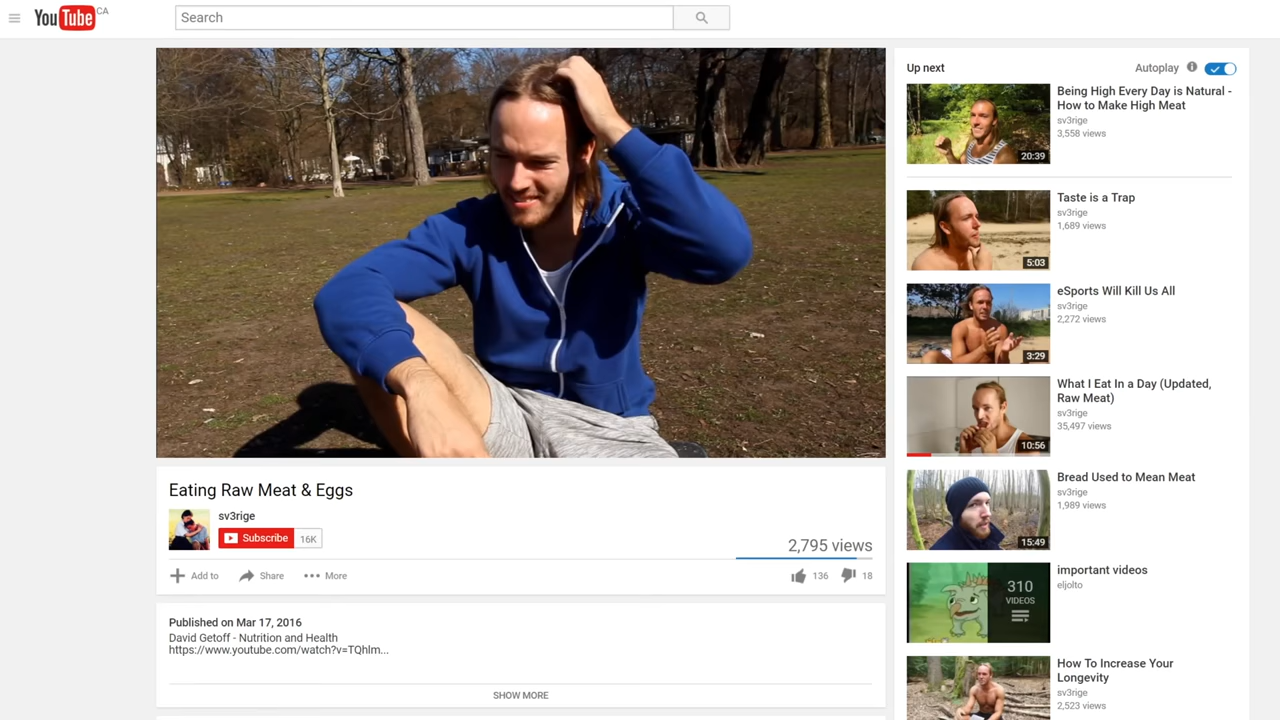 YouTube CA
Search
Up next
Autoplay
Being High Every Day is Natural -
How to Make High Meat
sv3rige
3,558 views
20:39
Taste is a Trap
sv3rige
1,689 views
5:03
eSports Will Kill Us All
sv3rige
2,272 views
3:29
What I Eat In a Day (Updated,
Raw Meat)
sv3rige
35,497 views
10:56
Bread Used to Mean Meat
sv3rige
1,989 views
15:49
important videos
eljolto
310
VIDEOS
How To Increase Your
Longevity
sv3rige
2,523 views
Eating Raw Meat & Eggs
sv3rige
Subscribe 16K
2,795 views
Add to Share More 136 18
Published on Mar 17, 2016
David Getoff - Nutrition and Health
https://www.youtube.com/watch?v=TQhIm...
SHOW MORE